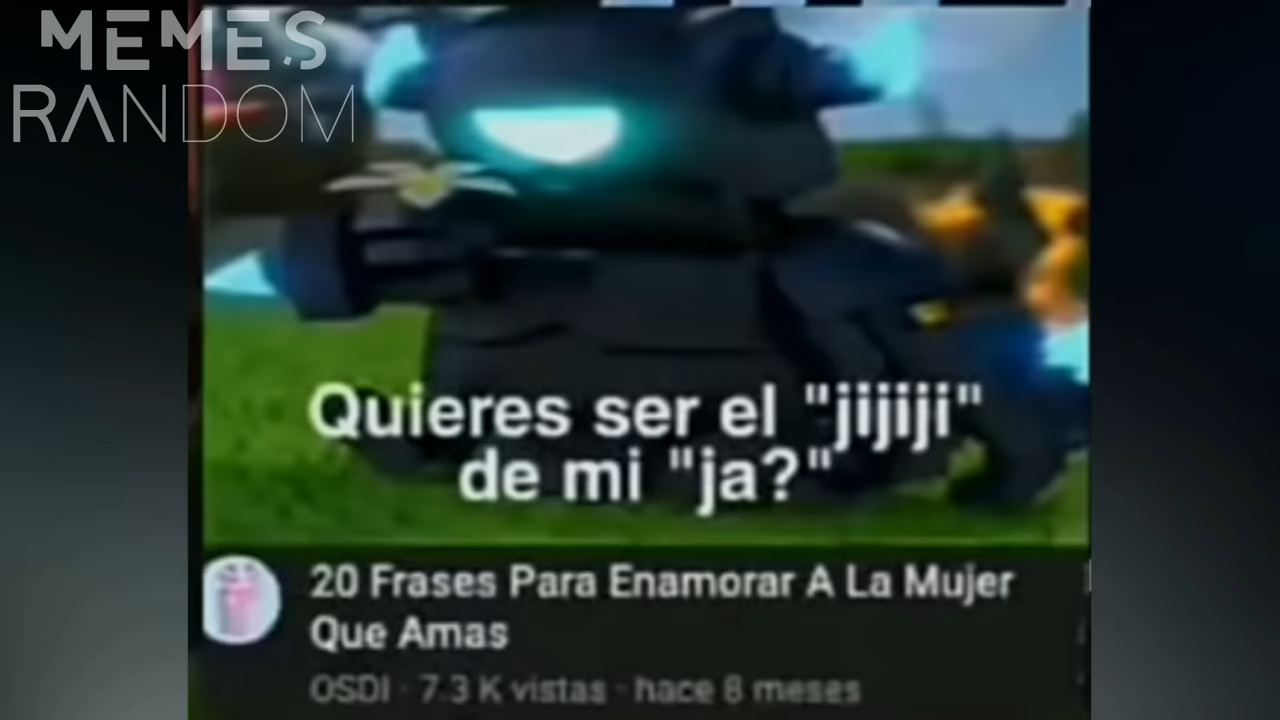 MEMES
RANDOM
Quieres ser el "jijiji"
de mi "ja?"
20 Frases Para Enamorar A La Mujer
Que Amas
OSDI · 7.3 K vistas · hace 8 meses